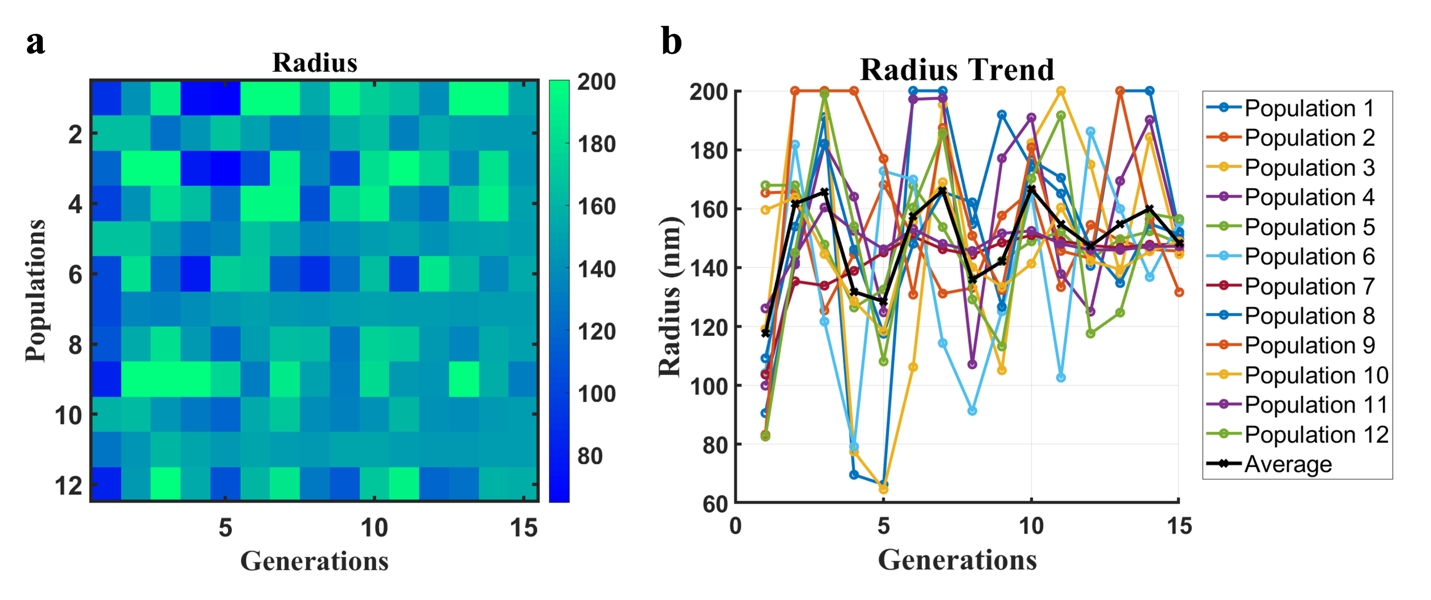 a
Radius
2
4
6
8
10
12
Populations
5
10
15
Generations
200
180
160
140
120
100
80
b
Radius Trend
200
180
160
140
120
100
80
60
Radius (nm)
0
5
10
15
Generations
Population 1
Population 2
Population 3
Population 4
Population 5
Population 6
Population 7
Population 8
Population 9
Population 10
Population 11
Population 12
Average